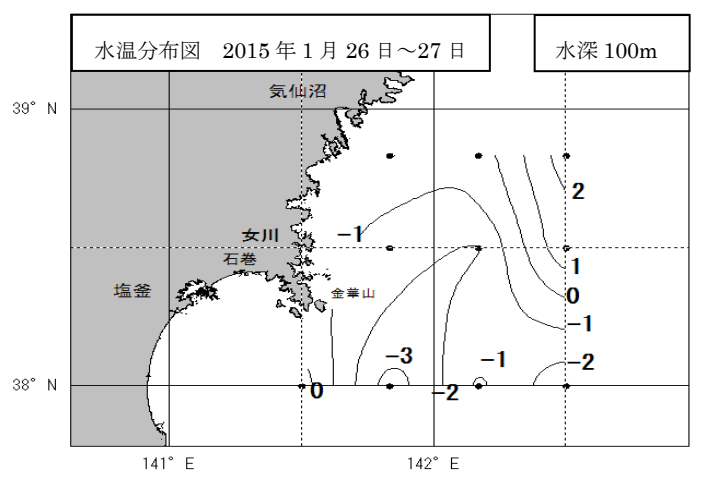 水温分布図　2015年1月26日～27日
水深100m
気仙沼
39° N
2
女川
-1
石巻
1
塩釜
金華山
0
-1
-3
-1
-2
38° N
0
-2
141° E
142° E